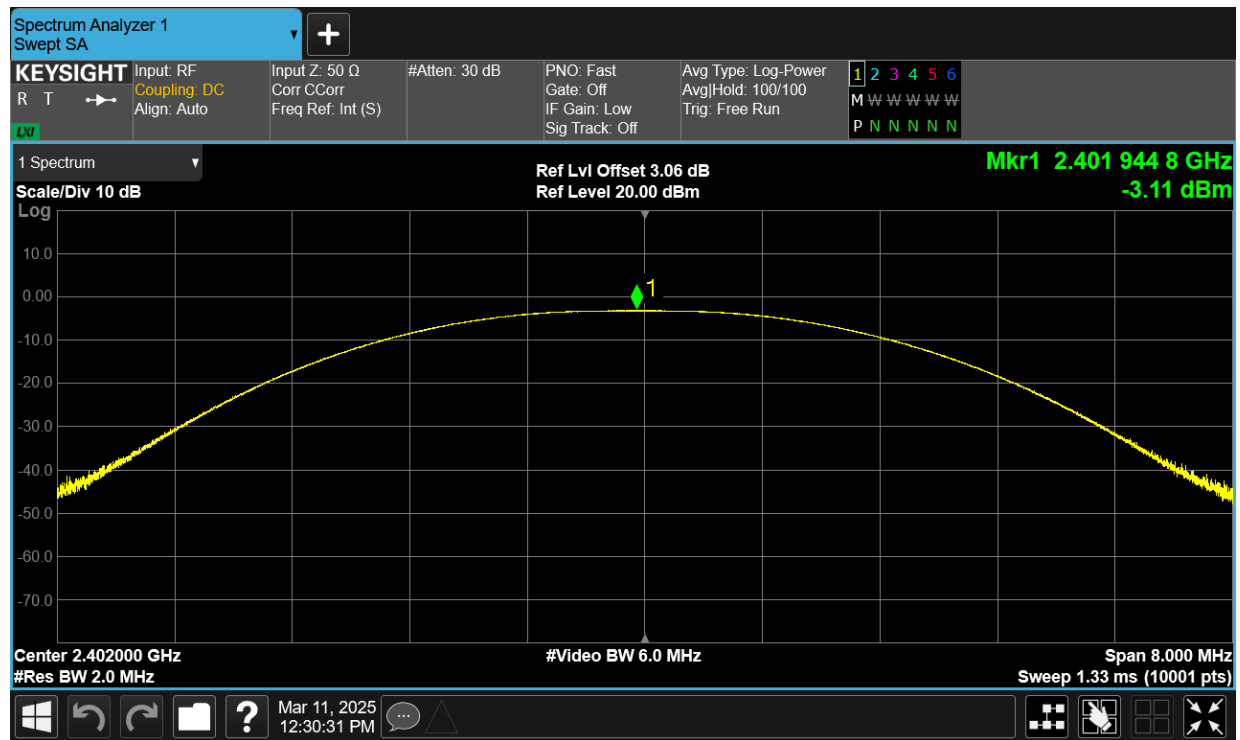 Spectrum Analyzer 1
Swept SA
KEYSIGHT
R T
LXI
Input: RF
Coupling: DC
Align: Auto
Input Z: 50 Ω
Corr CCorr
Freq Ref: Int (S)
#Atten: 30 dB
PNO: Fast
Gate: Off
IF Gain: Low
Sig Track: Off
Avg Type: Log-Power
Avg|Hold: 100/100
Trig: Free Run
1 2 3 4 5 6
M W W W W W
P N N N N N
1 Spectrum
Scale/Div 10 dB
Ref Lvl Offset 3.06 dB
Ref Level 20.00 dBm
Mkr1 2.401 944 8 GHz
-3.11 dBm
Log
10.0
0.00
-10.0
-20.0
-30.0
-40.0
-50.0
-60.0
-70.0
1
Center 2.402000 GHz
#Res BW 2.0 MHz
#Video BW 6.0 MHz
Span 8.000 MHz
Sweep 1.33 ms (10001 pts)
?
Mar 11, 2025
12:30:31 PM